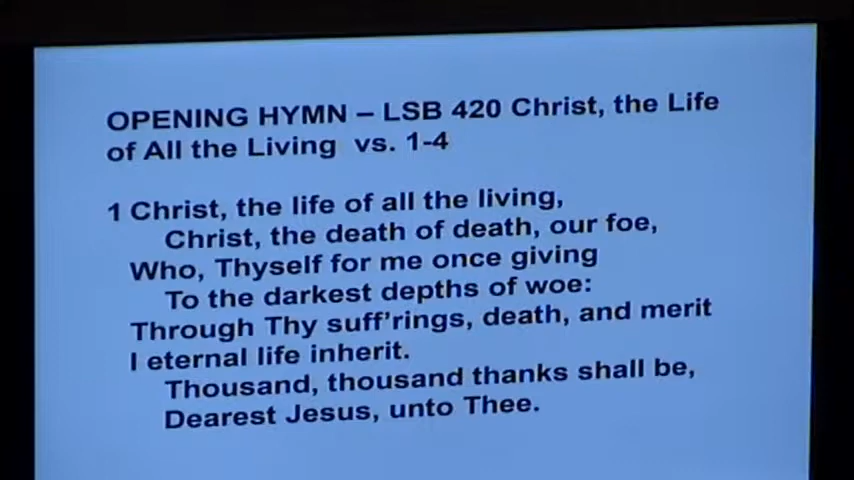 OPENING HYMN – LSB 420 Christ, the Life
of All the Living vs. 1-4
1 Christ, the life of all the living,
Christ, the death of death, our foe,
Who, Thyself for me once giving
To the darkest depths of woe:
Through Thy suff'rings, death, and merit
I eternal life inherit.
Thousand, thousand thanks shall be,
Dearest Jesus, unto Thee.